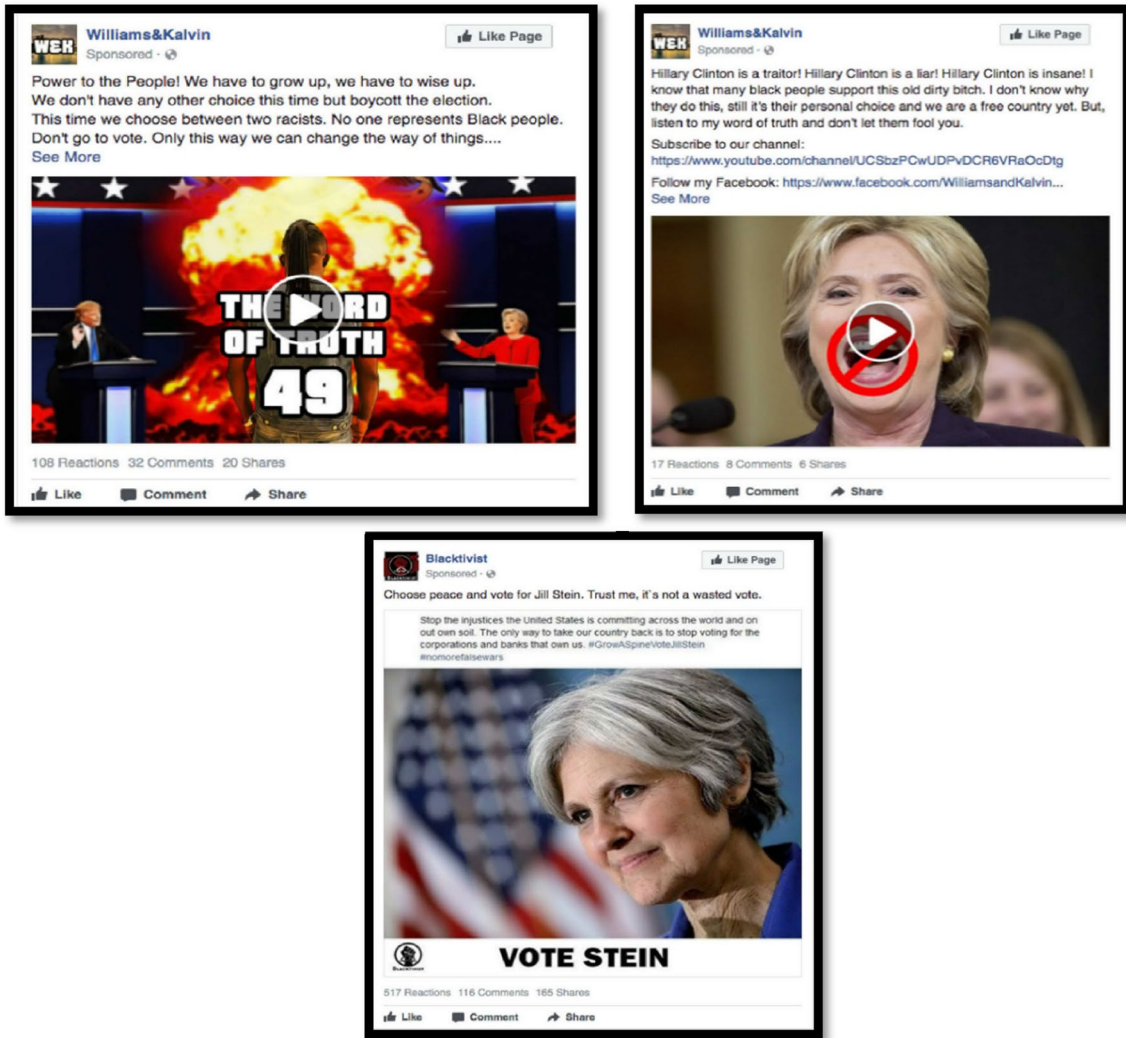 WEK
Williams&Kalvin
Sponsored ·
Like Page
Power to the People! We have to grow up, we have to wise up.
We don't have any other choice this time but boycott the election.
This time we choose between two racists. No one represents Black people.
Don't go to vote. Only this way we can change the way of things....
See More
THE WORD
OF TRUTH
49
108 Reactions 32 Comments 20 Shares
Like Comment Share
WEK
Williams&Kalvin
Sponsored ·
Like Page
Hillary Clinton is a traitor! Hillary Clinton is a liar! Hillary Clinton is insane! I
know that many black people support this old dirty bitch. I don't know why
they do this, still it's their personal choice and we are a free country yet. But,
listen to my word of truth and don't let them fool you.
Subscribe to our channel:
https://www.youtube.com/channel/UCSbzPCwUDPvDCR6VRaOcDtg
Follow my Facebook: https://www.facebook.com/WilliamsandKalvin...
See More
17 Reactions 8 Comments 6 Shares
Like Comment Share
Blacktivist
Sponsored ·
Like Page
Choose peace and vote for Jill Stein. Trust me, it`s not a wasted vote.
Stop the injustices the United States is committing across the world and on
out own soil. The only way to take our country back is to stop voting for the
corporations and banks that own us. #GrowASpineVoteJillStein
#nomorefalsewars
BLACKTIVIST
VOTE STEIN
517 Reactions 116 Comments 165 Shares
Like Comment Share